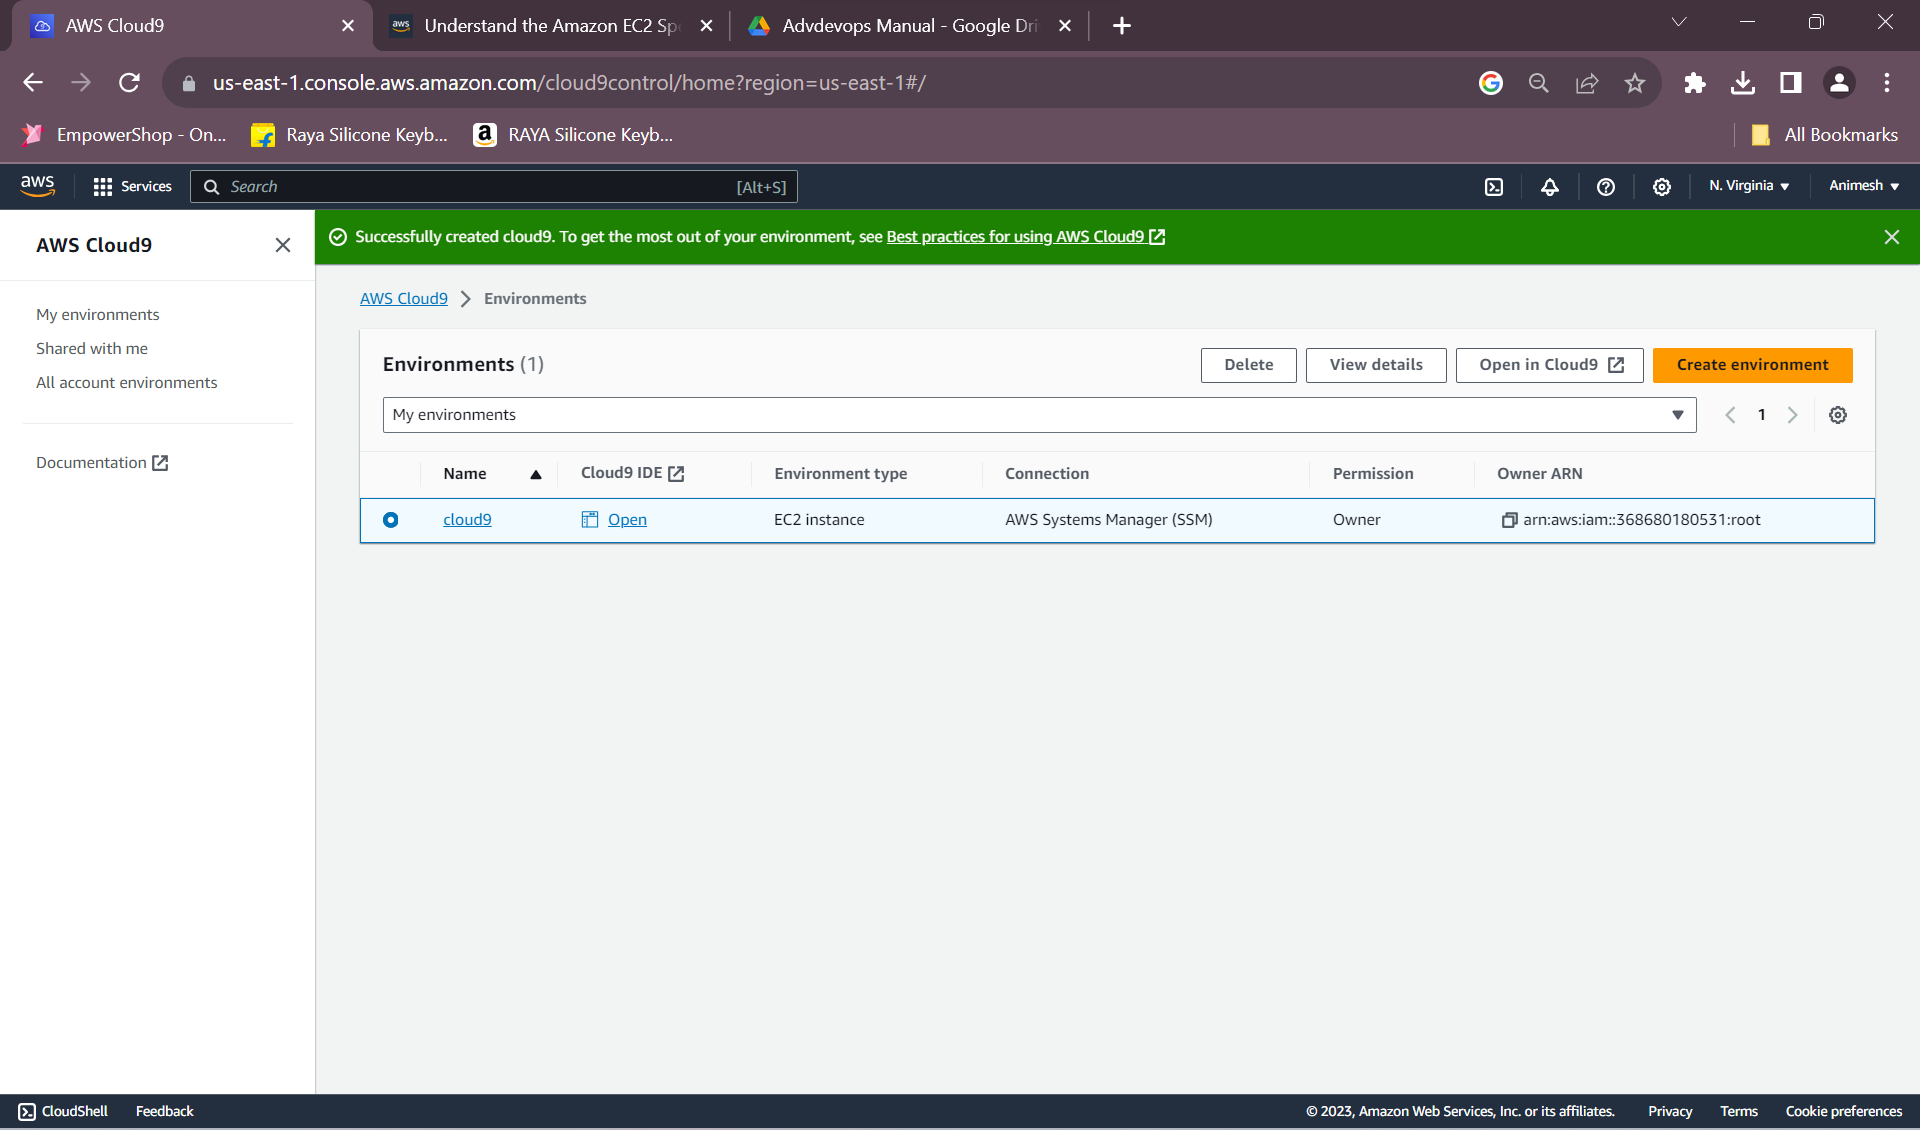 AWS Cloud9
Understand the Amazon EC2 Sp
Advdevops Manual - Google Dri
us-east-1.console.aws.amazon.com/cloud9control/home?region=us-east-1#/
EmpowerShop - On...
Raya Silicone Keyb...
RAYA Silicone Keyb...
All Bookmarks
aws
Services
Search
[Alt+S]
N. Virginia
Animesh
AWS Cloud9
My environments
Shared with me
All account environments
Documentation
Successfully created cloud9. To get the most out of your environment, see Best practices for using AWS Cloud9
AWS Cloud9 > Environments
Environments (1)
Delete
View details
Open in Cloud9
Create environment
My environments
1
Name Cloud9 IDE Environment type Connection Permission Owner ARN
cloud9 Open EC2 instance AWS Systems Manager (SSM) Owner arn:aws:iam::368680180531:root
CloudShell Feedback © 2023, Amazon Web Services, Inc. or its affiliates. Privacy Terms Cookie preferences